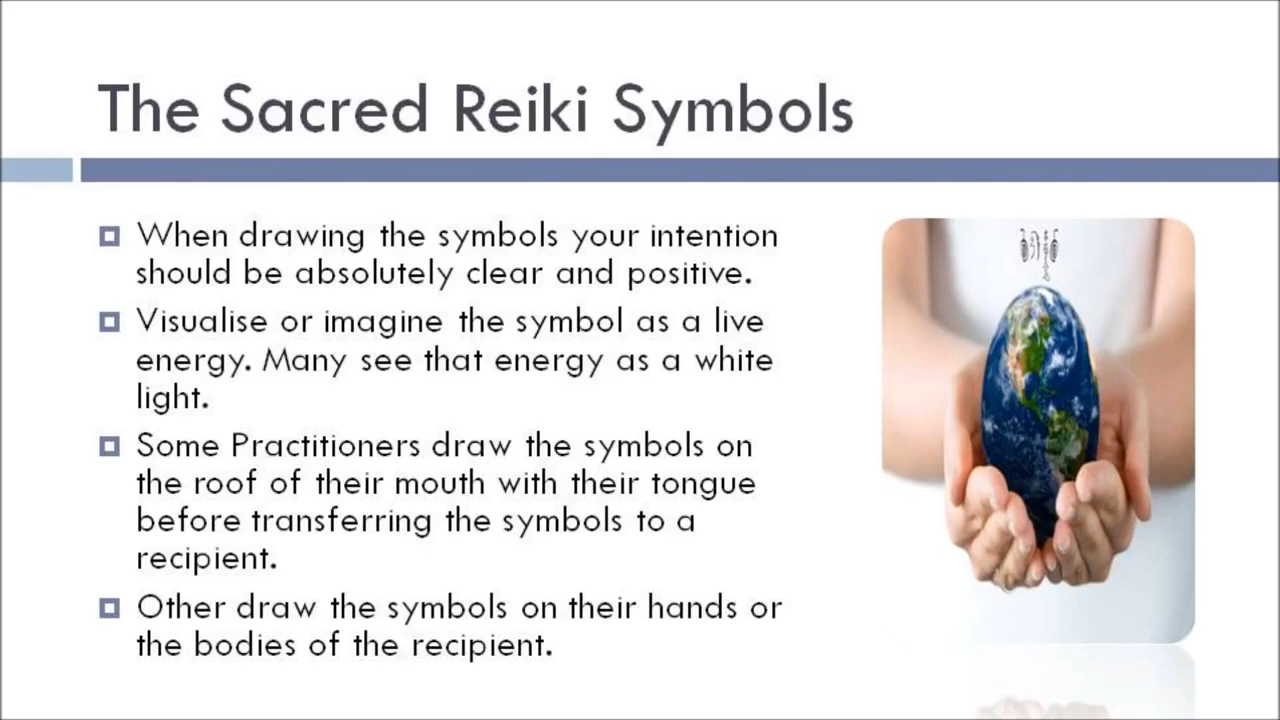 The Sacred Reiki Symbols
When drawing the symbols your intention
should be absolutely clear and positive.
Visualise or imagine the symbol as a live
energy. Many see that energy as a white
light.
Some Practitioners draw the symbols on
the roof of their mouth with their tongue
before transferring the symbols to a
recipient.
Other draw the symbols on their hands or
the bodies of the recipient.